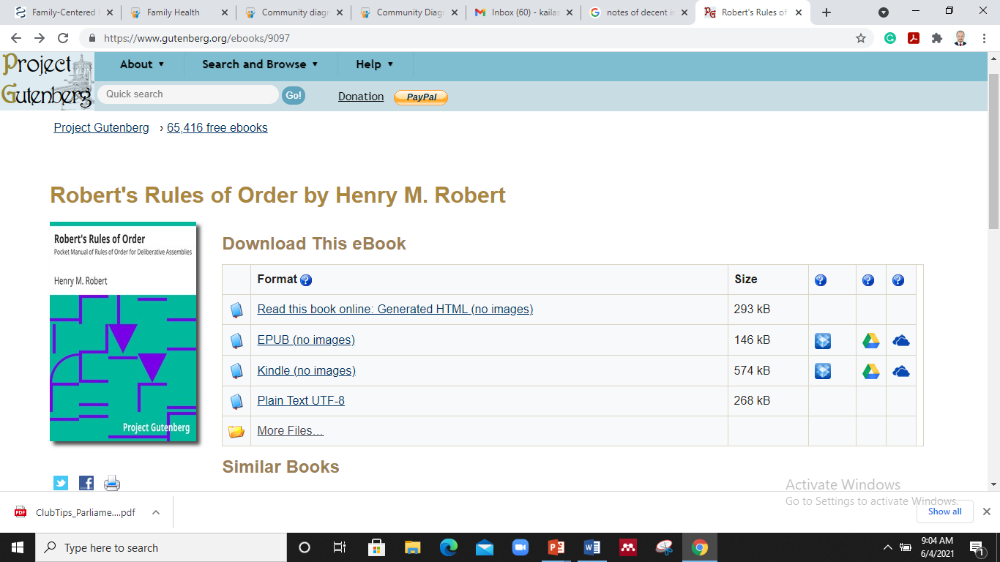 Family-Centered
Family Health
Community diagr
Community Diagr
Inbox (60) - kailas
notes of decent in
Robert's Rules of
https://www.gutenberg.org/ebooks/9097
Project
Gutenberg
About
Search and Browse
Help
Quick search
Go!
Donation
PayPal
Project Gutenberg › 65,416 free ebooks
Robert's Rules of Order by Henry M. Robert
Robert's Rules of Order
Pocket Manual of Rules of Order for Deliberative Assemblies
Henry M. Robert
Project Gutenberg
Download This eBook
Format ? Size ? ? ?
Read this book online: Generated HTML (no images) 293 kB
EPUB (no images) 146 kB
Kindle (no images) 574 kB
Plain Text UTF-8 268 kB
More Files…
Similar Books
Activate Windows
Go to Settings to activate Windows.
PDF ClubTips_Parliame....pdf
Show all
Type here to search
9:04 AM
6/4/2021
1